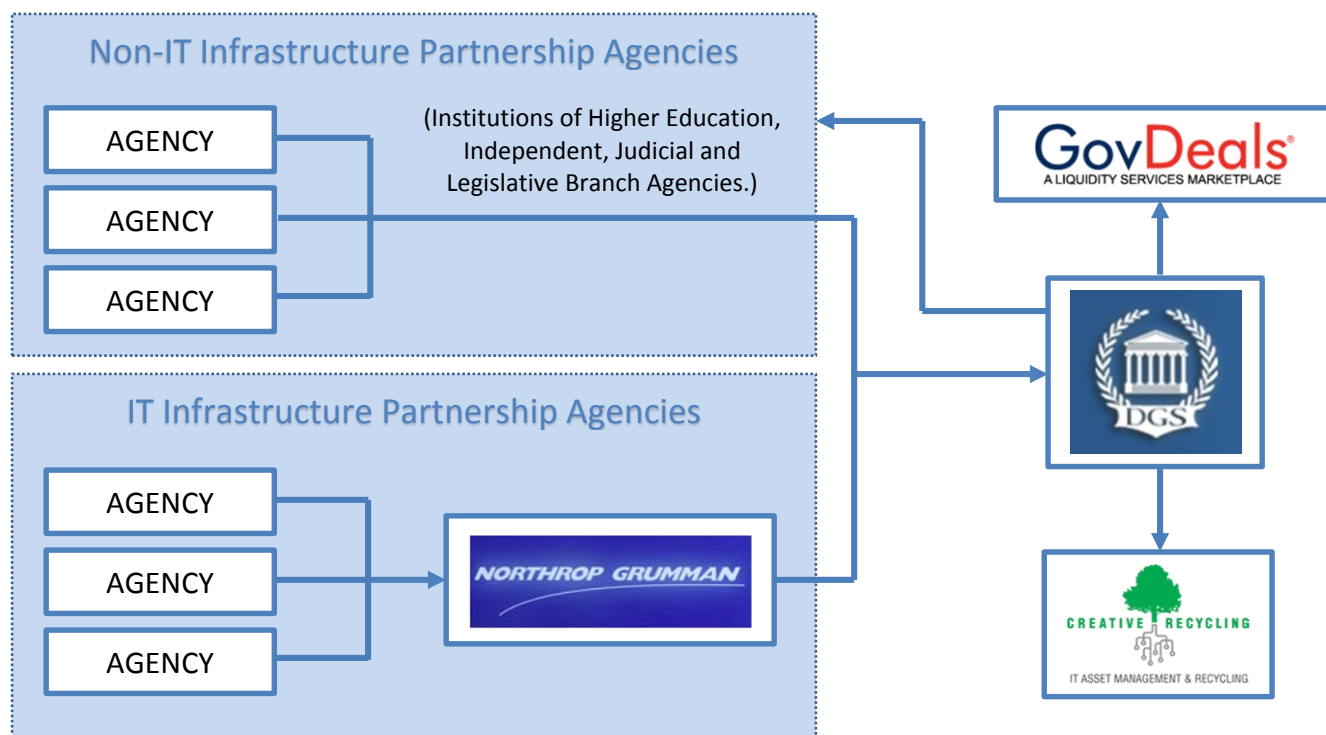 Non-IT Infrastructure Partnership Agencies
AGENCY
AGENCY
AGENCY
(Institutions of Higher Education,
Independent, Judicial and
Legislative Branch Agencies.)
GovDeals®
A LIQUIDITY SERVICES MARKETPLACE
DGS
IT Infrastructure Partnership Agencies
AGENCY
AGENCY
AGENCY
NORTHROP GRUMMAN
CREATIVE RECYCLING
IT ASSET MANAGEMENT & RECYCLING